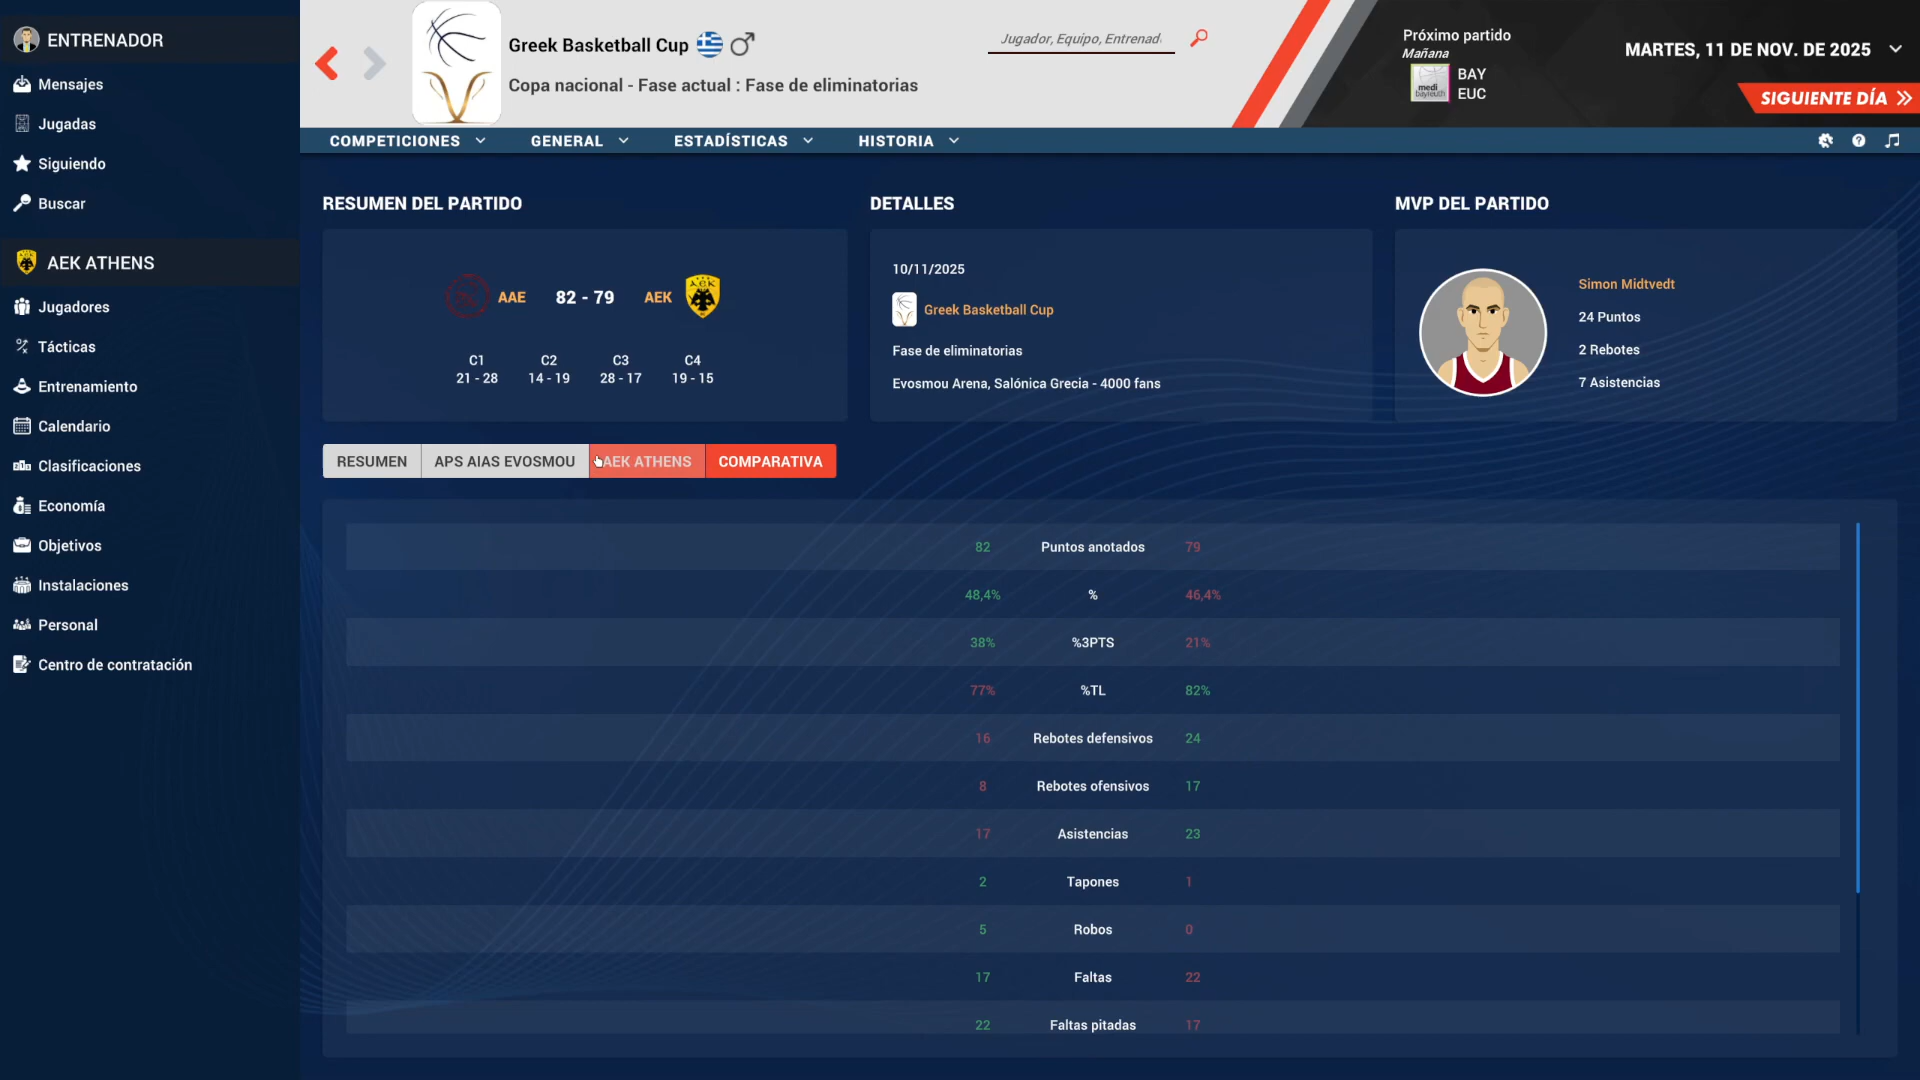 ENTRENADOR
Mensajes
Jugadas
Siguiendo
Buscar
AEK ATHENS
Jugadores
Tácticas
Entrenamiento
Calendario
Clasificaciones
Economía
Objetivos
Instalaciones
Personal
Centro de contratación
Greek Basketball Cup
Copa nacional - Fase actual : Fase de eliminatorias
Jugador, Equipo, Entrenad
Próximo partido
Mañana
medi
bayreuth
BAY
EUC
MARTES, 11 DE NOV. DE 2025
SIGUIENTE DÍA
COMPETICIONES GENERAL ESTADÍSTICAS HISTORIA
RESUMEN DEL PARTIDO
AAE 82 - 79 AEK
C1 C2 C3 C4
21 - 28 14 - 19 28 - 17 19 - 15
DETALLES
10/11/2025
Greek Basketball Cup
Fase de eliminatorias
Evosmou Arena, Salónica Grecia - 4000 fans
MVP DEL PARTIDO
Simon Midtvedt
24 Puntos
2 Rebotes
7 Asistencias
RESUMEN APS AIAS EVOSMOU AEK ATHENS COMPARATIVA
82 Puntos anotados 79
48,4% % 46,4%
38% %3PTS 21%
77% %TL 82%
16 Rebotes defensivos 24
8 Rebotes ofensivos 17
17 Asistencias 23
2 Tapones 1
5 Robos 0
17 Faltas 22
22 Faltas pitadas 17